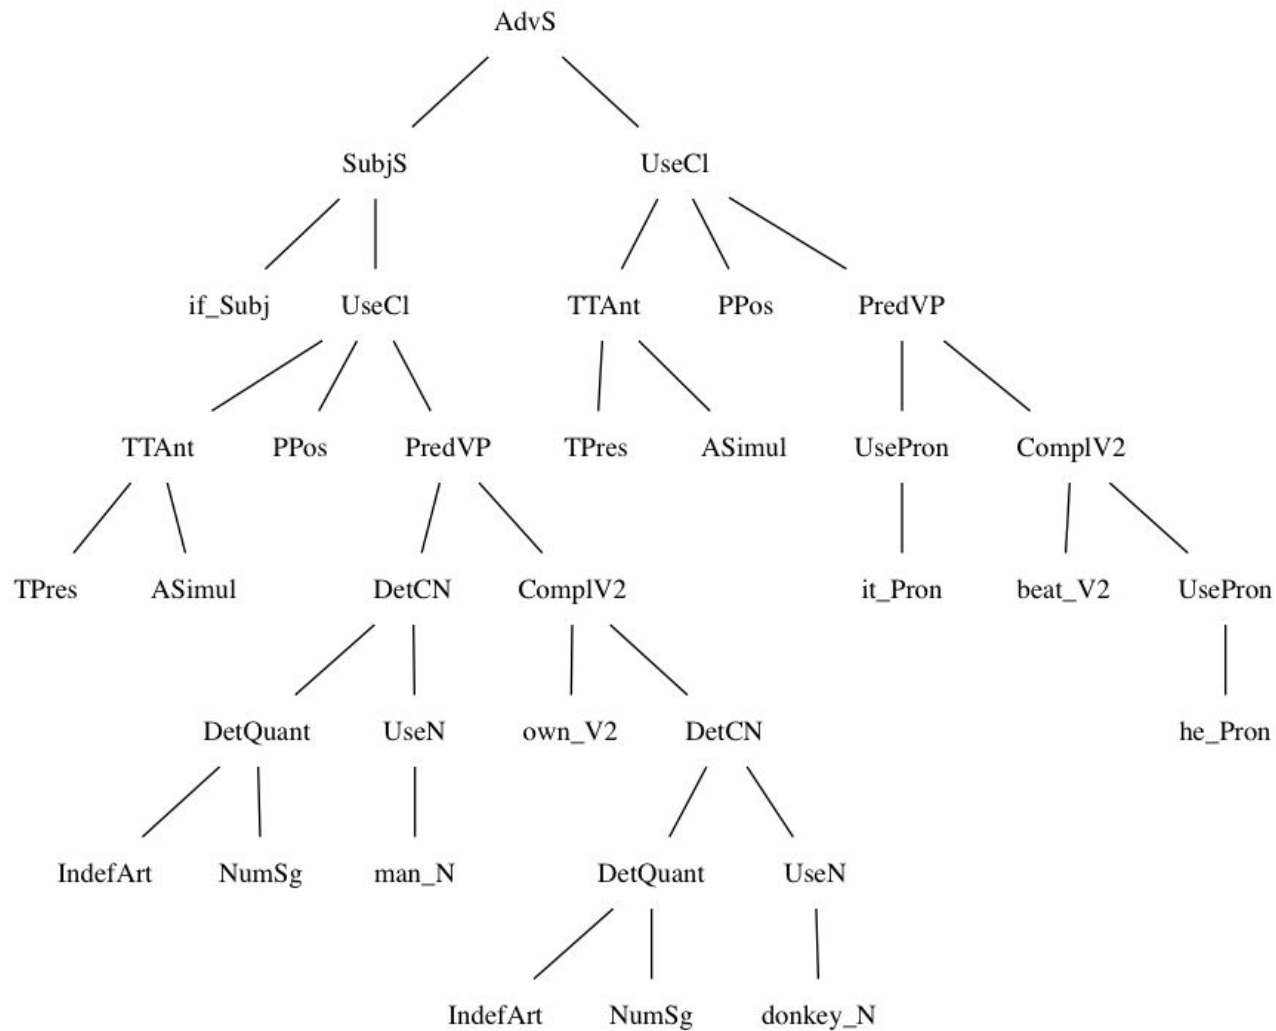 AdvS
SubjS UseCl
if_Subj UseCl TTAnt PPos PredVP
TTAnt PPos PredVP TPres ASimul UsePron ComplV2
TPres ASimul DetCN ComplV2 it_Pron beat_V2 UsePron
DetQuant UseN own_V2 DetCN he_Pron
IndefArt NumSg man_N DetQuant UseN
IndefArt NumSg donkey_N